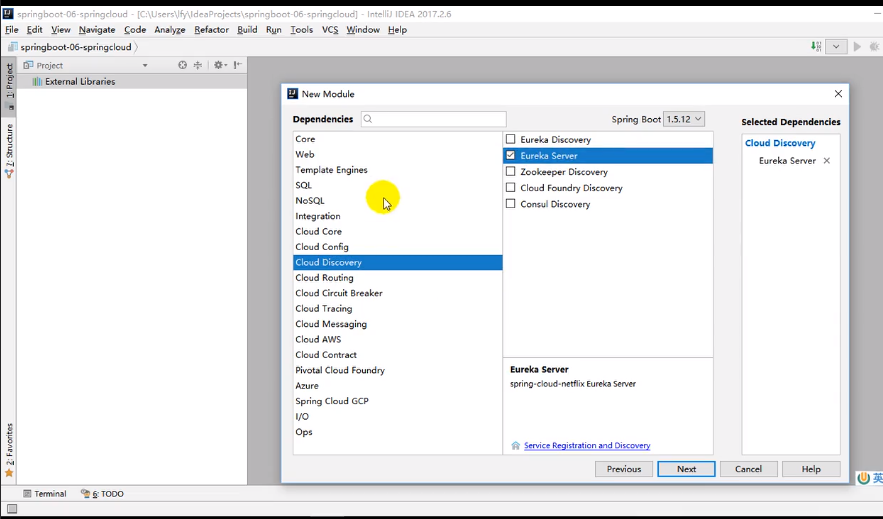 springboot-06-springcloud - [C:\Users\lfy\IdeaProjects\springboot-06-springcloud] - IntelliJ IDEA 2017.2.6
File Edit View Navigate Code Analyze Refactor Build Run Tools VCS Window Help
springboot-06-springcloud
1: Project
Project
External Libraries
7: Structure
2: Favorites
New Module
Dependencies
Spring Boot 1.5.12
Core
Web
Template Engines
SQL
NoSQL
Integration
Cloud Core
Cloud Config
Cloud Discovery
Cloud Routing
Cloud Circuit Breaker
Cloud Tracing
Cloud Messaging
Cloud AWS
Cloud Contract
Pivotal Cloud Foundry
Azure
Spring Cloud GCP
I/O
Ops
Eureka Discovery
Eureka Server
Zookeeper Discovery
Cloud Foundry Discovery
Consul Discovery
Eureka Server
spring-cloud-netflix Eureka Server
Service Registration and Discovery
Selected Dependencies
Cloud Discovery
Eureka Server
Previous Next Cancel Help
英
Terminal 6: TODO